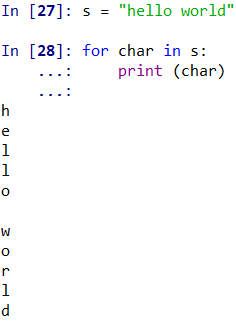 In [27]: s = "hello world"

In [28]: for char in s:
    ...:     print (char)
    ...:
h
e
l
l
o

w
o
r
l
d